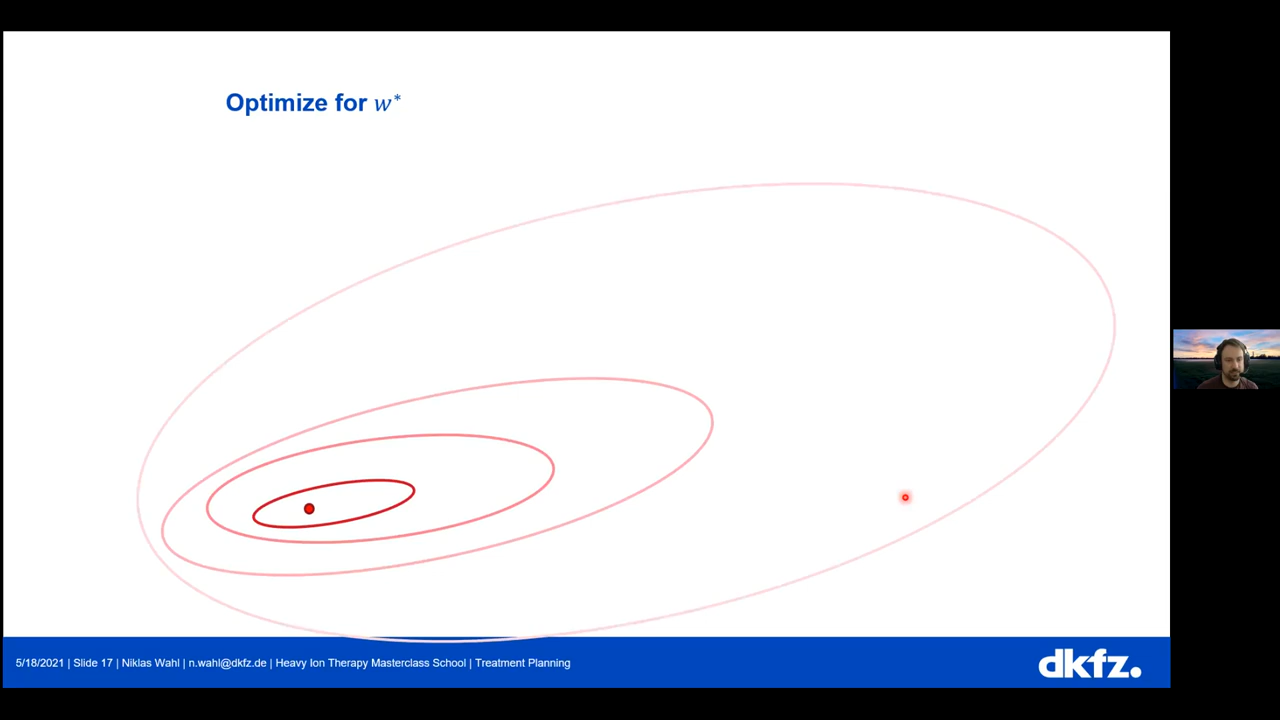 Optimize for w*
5/18/2021 | Slide 17 | Niklas Wahl | n.wahl@dkfz.de | Heavy Ion Therapy Masterclass School | Treatment Planning
dkfz.